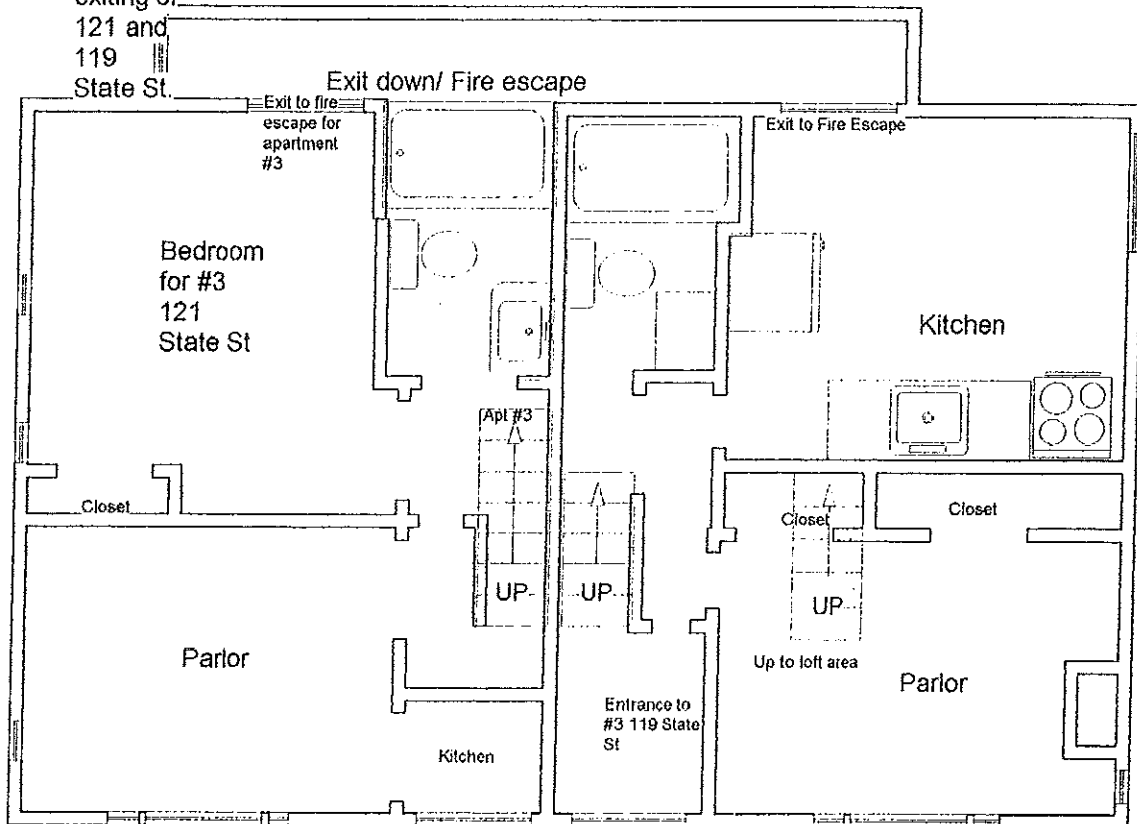 121 and
119
State St.
Exit down/ Fire escape
Exit to fire
escape for
apartment
#3
Exit to Fire Escape
Bedroom
for #3
121
State St
Kitchen
Apt #3
Closet
Closet
Closet
UP
UP
UP
Parlor
Up to loft area
Parlor
Entrance to
#3 119 State
St
Kitchen